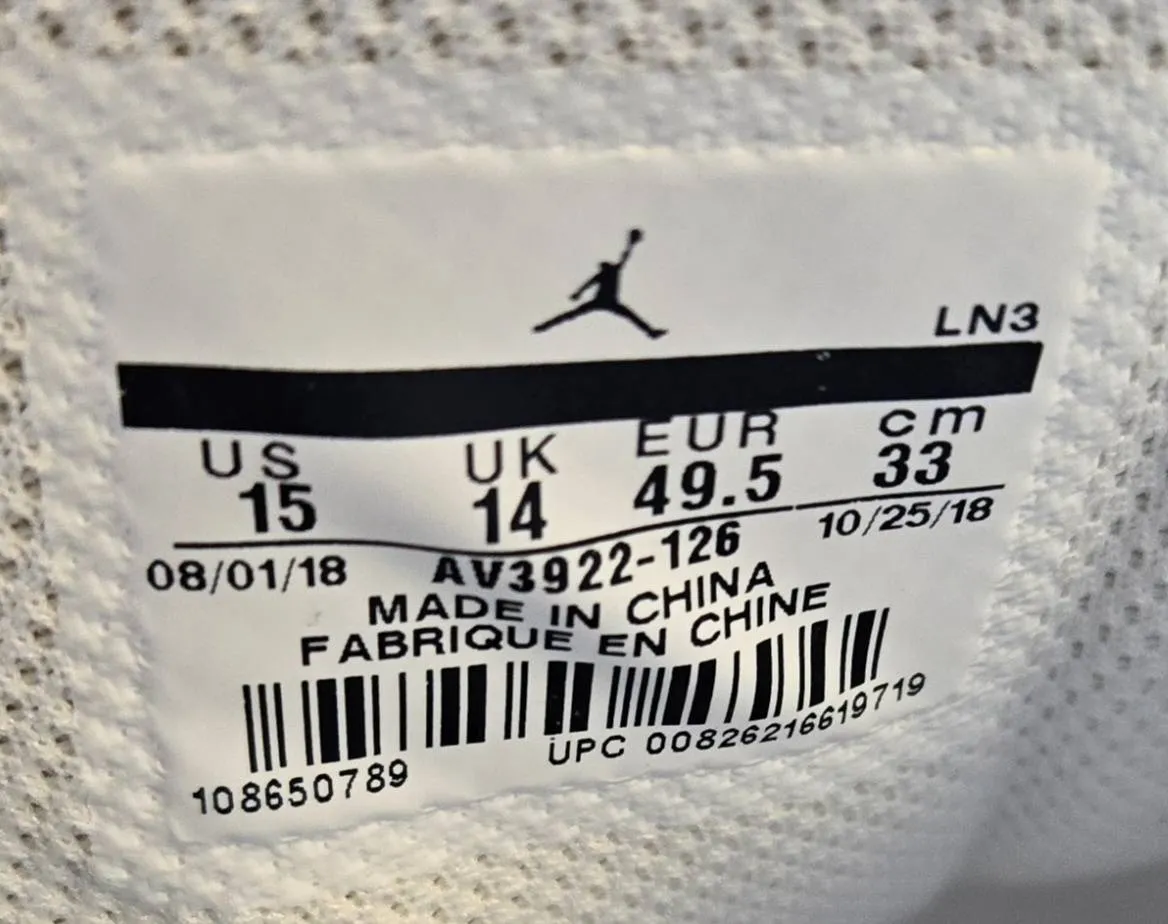 LN3
US UK EUR cm
15 14 49.5 33
08/01/18 AV3922-126 10/25/18
MADE IN CHINA
FABRIQUE EN CHINE
108650789 UPC 00826216619719